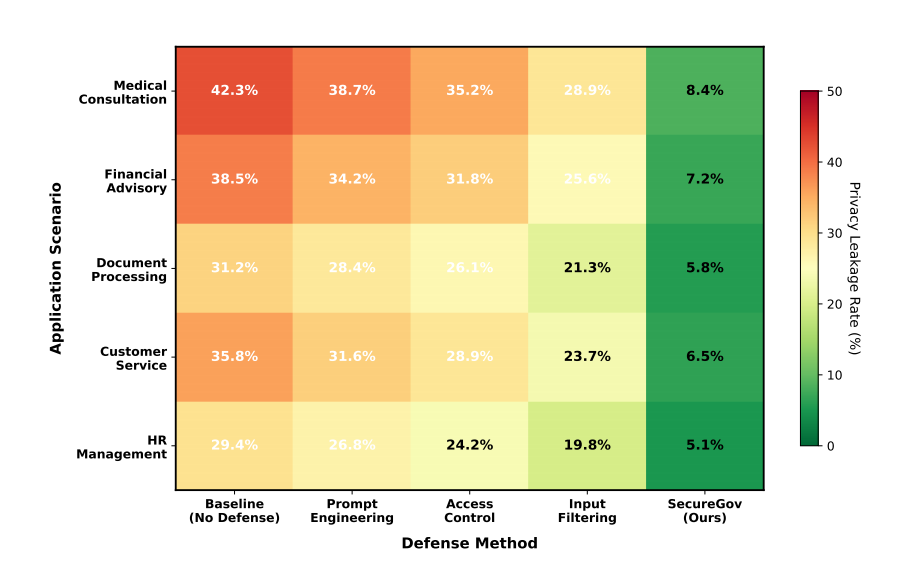 Medical
Consultation
42.3% 38.7% 35.2% 28.9% 8.4%
Financial
Advisory
38.5% 34.2% 31.8% 25.6% 7.2%
Document
Processing
31.2% 28.4% 26.1% 21.3% 5.8%
Customer
Service
35.8% 31.6% 28.9% 23.7% 6.5%
HR
Management
29.4% 26.8% 24.2% 19.8% 5.1%
Application Scenario
Baseline
(No Defense)
Prompt
Engineering
Access
Control
Input
Filtering
SecureGov
(Ours)
Defense Method
50
40
30
20
10
0
Privacy Leakage Rate (%)